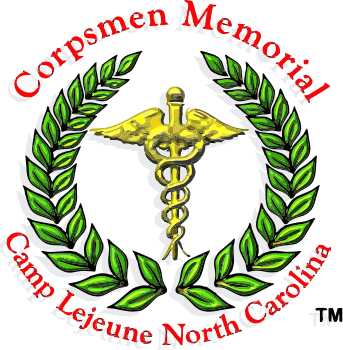 Corpsmen Memorial
Camp Lejeune North Carolina
TM